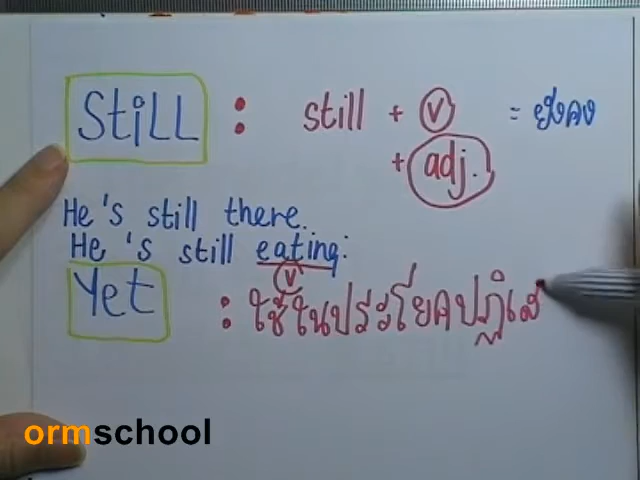 StiLL : still + v = ยังคง
+ adj.
He's still there.
He's still eating.
v
Yet : ใช้ในประโยคปฏิเส
ormschool